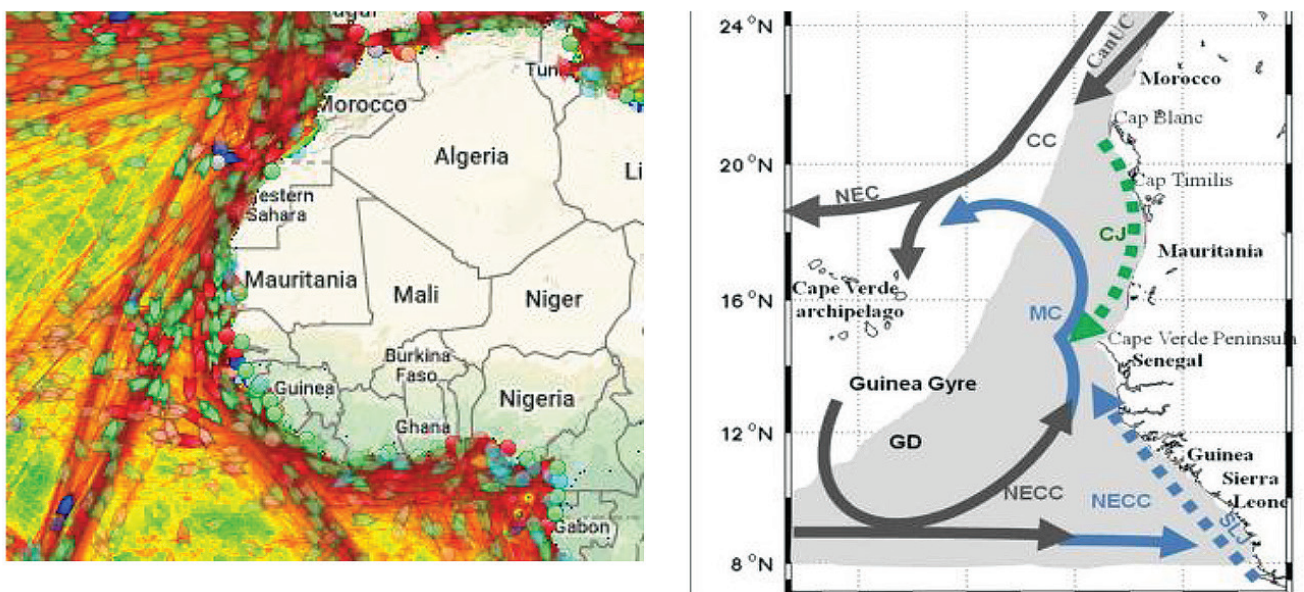 Tun
Morocco
Algeria
Li
estern
Sahara
Mauritania
Mali
Niger
Burkina
Faso
Guinea
Nigeria
Ghana
Gabon
24 °N
20 °N
16 °N
12 °N
8 °N
CanUC
Morocco
Cap Blanc
CC
Cap Timilis
NEC
CJ
Mauritania
Cape Verde
archipelago
MC
Cape Verde Peninsula
Senegal
Guinea Gyre
GD
Guinea
Sierra
Leone
NECC
NECC
SLJ